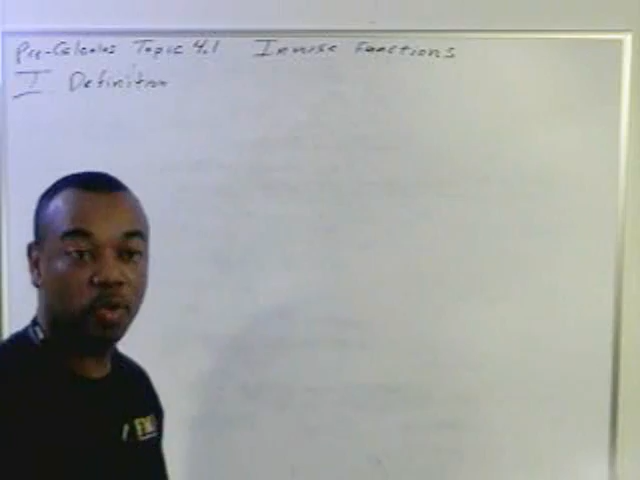 Pre-Calculus Topic 4.1 Inverse Functions
I Definition